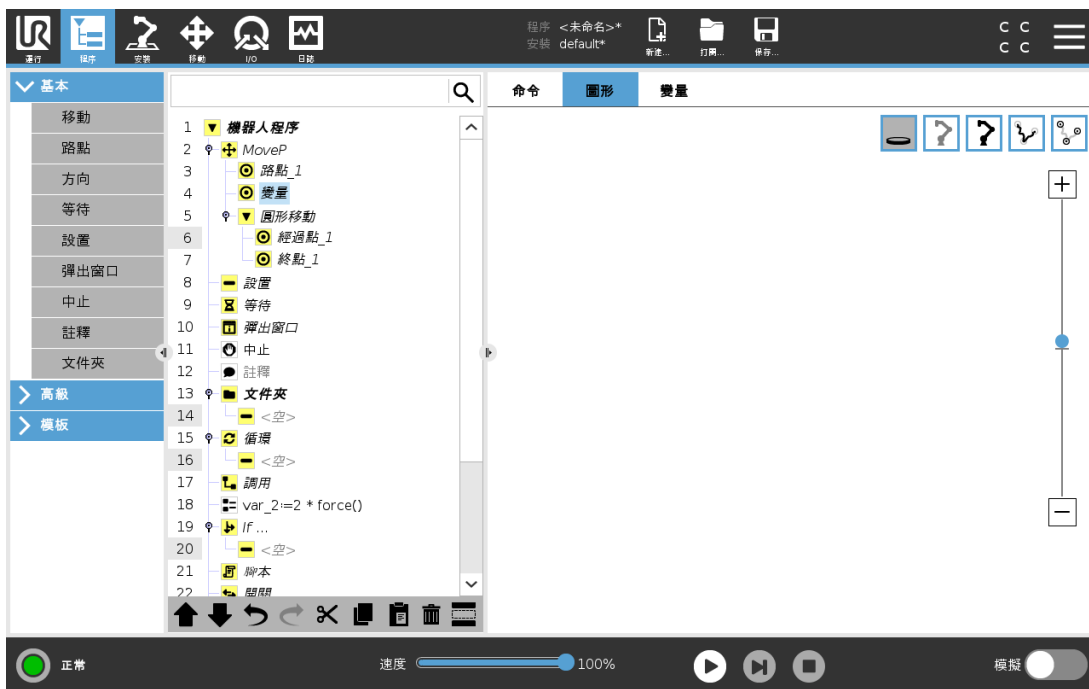 程序 <未命名>*
安裝 default*
C C
C C
運行 程序 安裝 移動 I/O 日誌 新建... 打開... 保存...
基本
移動
路點
方向
等待
設置
彈出窗口
中止
註釋
文件夾
高級
模板
1 機器人程序
2 MoveP
3 路點_1
4 變量
5 圓形移動
6 經過點_1
7 終點_1
8 設置
9 等待
10 彈出窗口
11 中止
12 註釋
13 文件夾
14 <空>
15 循環
16 <空>
17 調用
18 var_2:=2 * force()
19 If ...
20 <空>
21 腳本
22 開關
命令 圖形 變量
正常
速度 100%
模擬